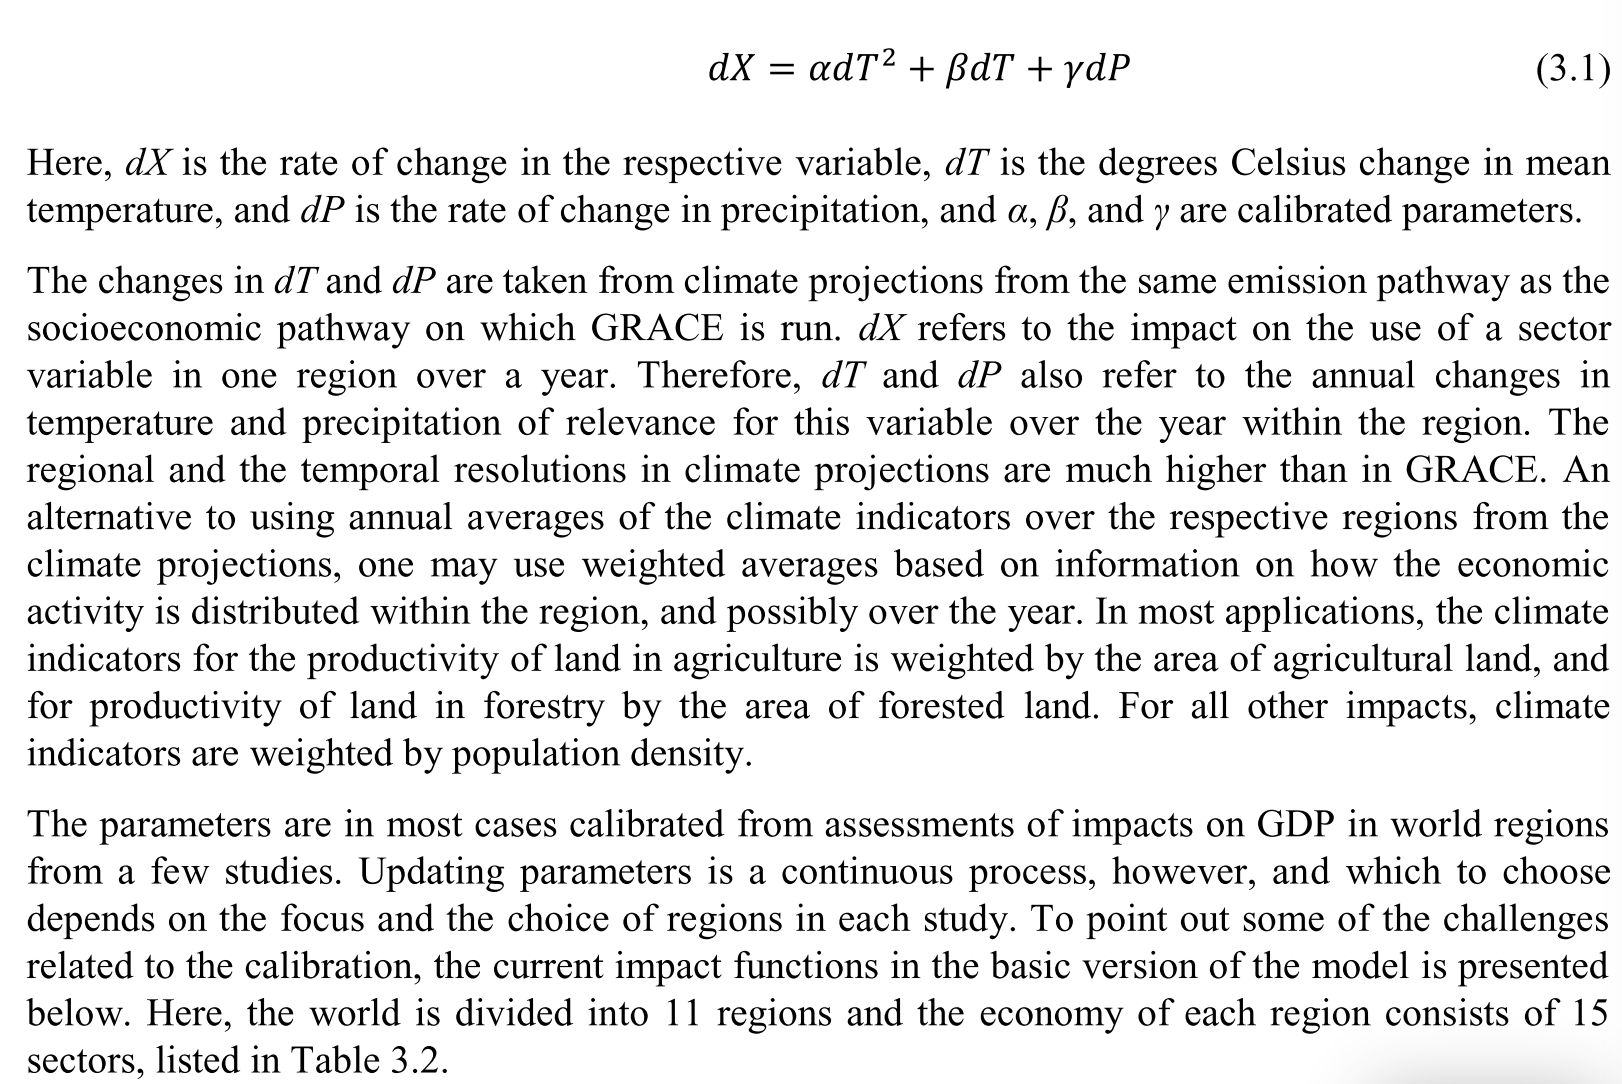 dX = αdT² + βdT + γdP (3.1)
Here, dX is the rate of change in the respective variable, dT is the degrees Celsius change in mean
temperature, and dP is the rate of change in precipitation, and α, β, and γ are calibrated parameters.
The changes in dT and dP are taken from climate projections from the same emission pathway as the
socioeconomic pathway on which GRACE is run. dX refers to the impact on the use of a sector
variable in one region over a year. Therefore, dT and dP also refer to the annual changes in
temperature and precipitation of relevance for this variable over the year within the region. The
regional and the temporal resolutions in climate projections are much higher than in GRACE. An
alternative to using annual averages of the climate indicators over the respective regions from the
climate projections, one may use weighted averages based on information on how the economic
activity is distributed within the region, and possibly over the year. In most applications, the climate
indicators for the productivity of land in agriculture is weighted by the area of agricultural land, and
for productivity of land in forestry by the area of forested land. For all other impacts, climate
indicators are weighted by population density.
The parameters are in most cases calibrated from assessments of impacts on GDP in world regions
from a few studies. Updating parameters is a continuous process, however, and which to choose
depends on the focus and the choice of regions in each study. To point out some of the challenges
related to the calibration, the current impact functions in the basic version of the model is presented
below. Here, the world is divided into 11 regions and the economy of each region consists of 15
sectors, listed in Table 3.2.